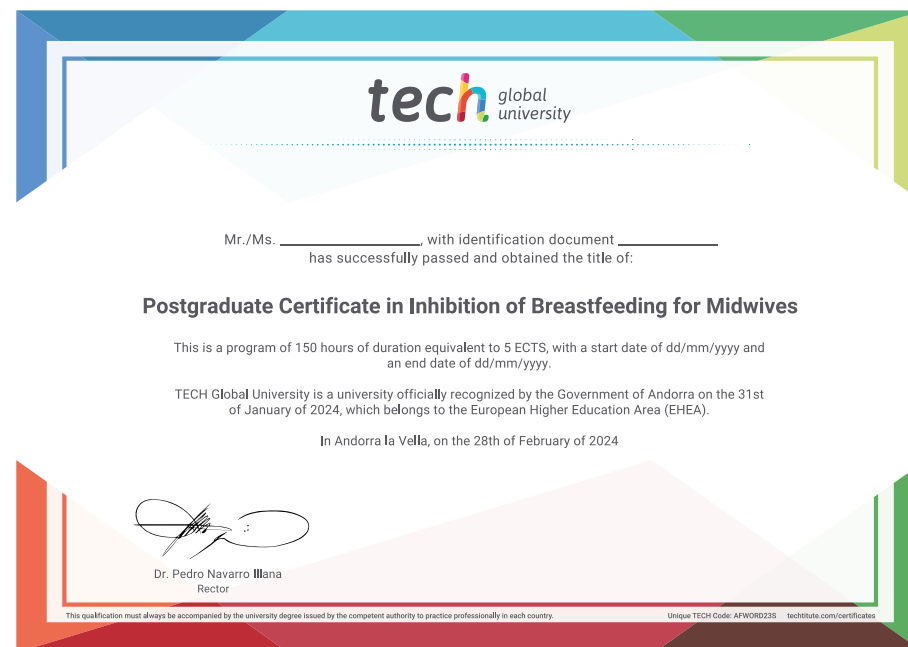 tech global university
Mr./Ms. ____________, with identification document ____________
has successfully passed and obtained the title of:
Postgraduate Certificate in Inhibition of Breastfeeding for Midwives
This is a program of 150 hours of duration equivalent to 5 ECTS, with a start date of dd/mm/yyyy and
an end date of dd/mm/yyyy.
TECH Global University is a university officially recognized by the Government of Andorra on the 31st
of January of 2024, which belongs to the European Higher Education Area (EHEA).
In Andorra la Vella, on the 28th of February of 2024
Dr. Pedro Navarro Illana
Rector
This qualification must always be accompanied by the university degree issued by the competent authority to practice professionally in each country.
Unique TECH Code: AFWORD23S techtitute.com/certificates